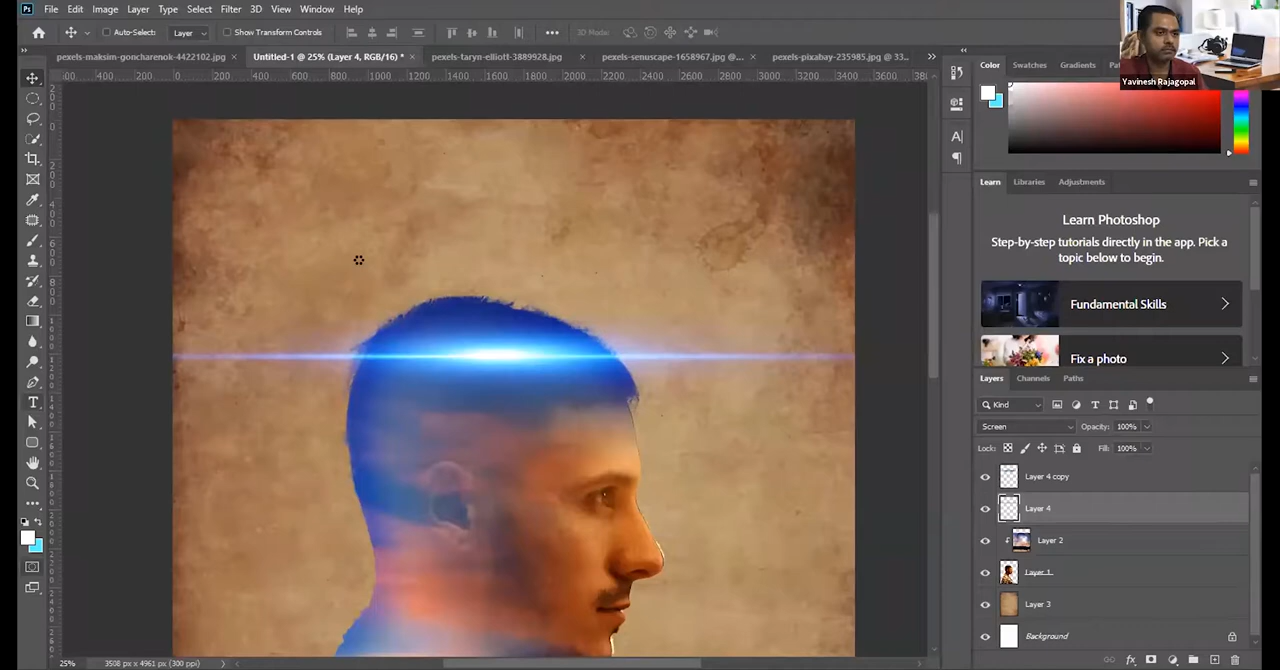 Ps File Edit Image Layer Type Select Filter 3D View Window Help
Auto-Select: Layer Show Transform Controls 3D Mode:
pexels-maksim-goncharenok-4422102.jpg × Untitled-1 @ 25% (Layer 4, RGB/16) * × pexels-taryn-elliott-3889928.jpg × pexels-senuscape-1658967.jpg @... × pexels-pixabay-235985.jpg @ 33...
Yavinesh Rajagopal
Color Swatches Gradients
Learn Libraries Adjustments
Learn Photoshop
Step-by-step tutorials directly in the app. Pick a
topic below to begin.
Fundamental Skills
Fix a photo
Layers Channels Paths
Kind
Screen Opacity: 100%
Lock: Fill: 100%
Layer 4 copy
Layer 4
Layer 2
Layer 1
Layer 3
Background
25% 3508 px x 4961 px (300 ppi)